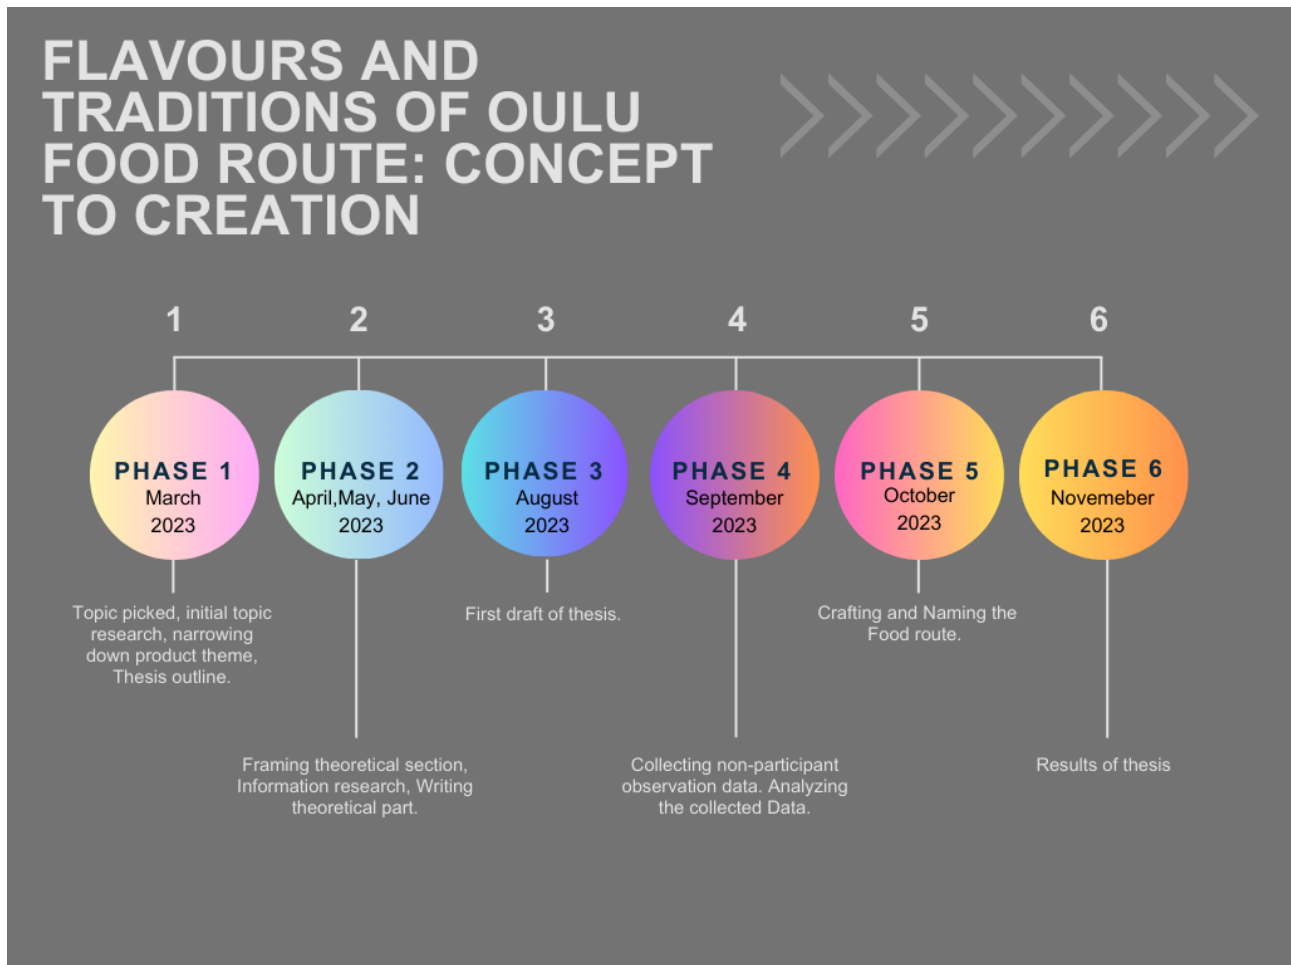 FLAVOURS AND
TRADITIONS OF OULU
FOOD ROUTE: CONCEPT
TO CREATION
1
2
3
4
5
6
PHASE 1
March
2023
PHASE 2
April,May, June
2023
PHASE 3
August
2023
PHASE 4
September
2023
PHASE 5
October
2023
PHASE 6
Novemeber
2023
Topic picked, initial topic
research, narrowing
down product theme,
Thesis outline.
Framing theoretical section,
Information research, Writing
theoretical part.
First draft of thesis.
Collecting non-participant
observation data. Analyzing
the collected Data.
Crafting and Naming the
Food route.
Results of thesis